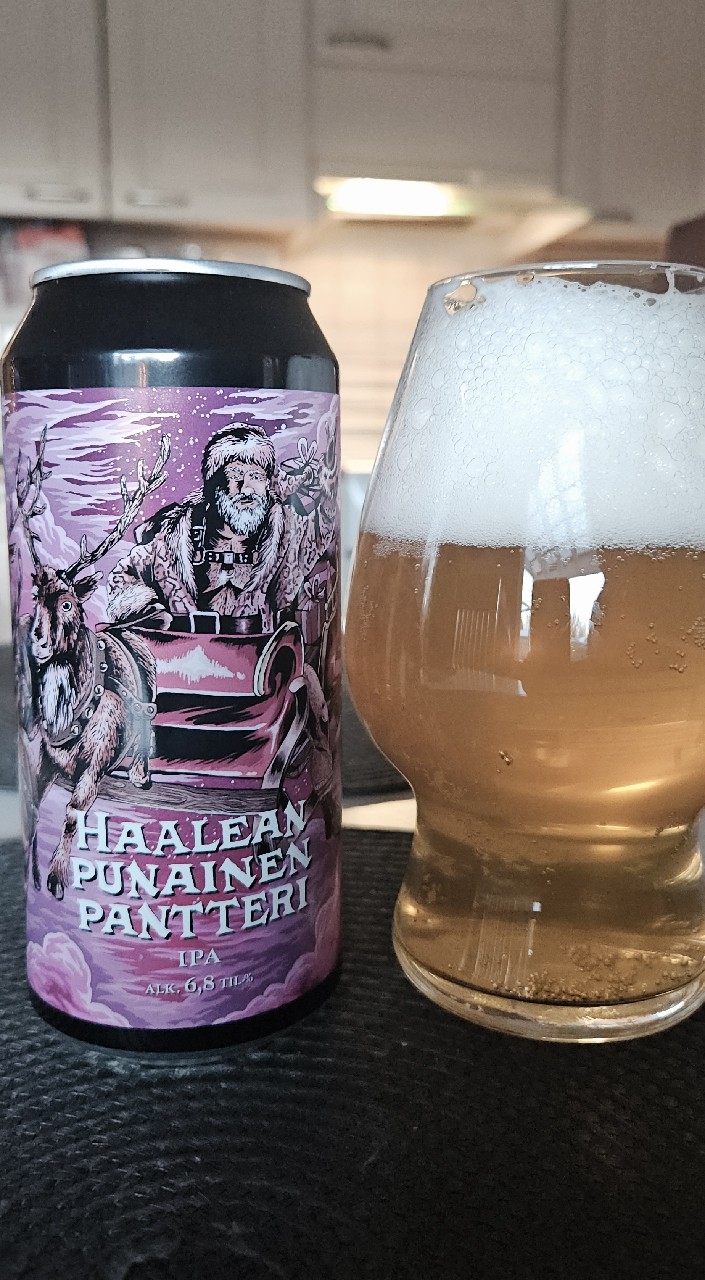 HAALEAN
PUNAINEN
PANTTERI
IPA
ALK. 6,8 TIL%